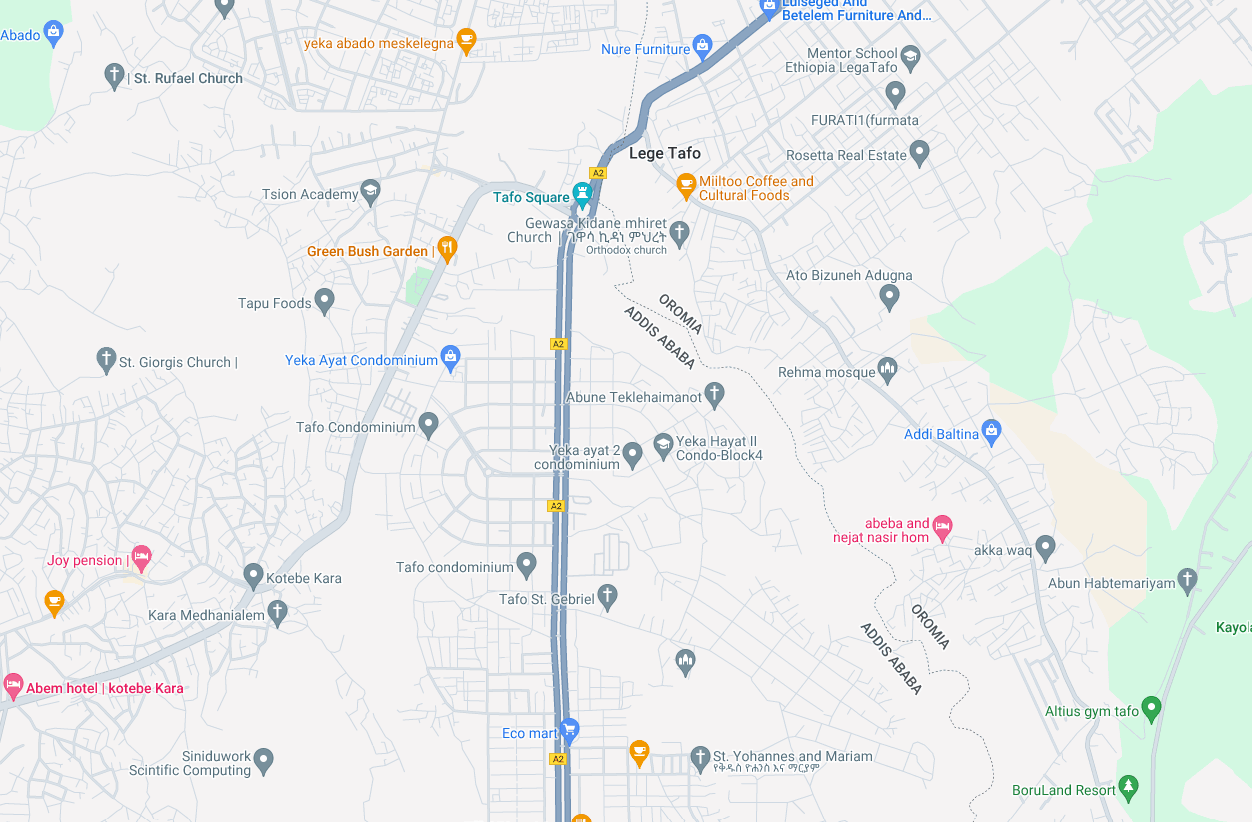 Edlseged And
Betelem Furniture And...
Abado
yeka abado meskelegna
Nure Furniture
Mentor School
Ethiopia LegaTafo
| St. Rufael Church
FURATI1(furmata
Lege Tafo
Rosetta Real Estate
A2
Miiltoo Coffee and
Cultural Foods
Tsion Academy
Tafo Square
Gewasa Kidane mhiret
Church | ገዋሳ ኪዳነ ምህረት
Orthodox church
Green Bush Garden |
Ato Bizuneh Adugna
Tapu Foods
OROMIA
ADDIS ABABA
A2
St. Giorgis Church |
Yeka Ayat Condominium
Rehma mosque
Abune Teklehaimanot
Tafo Condominium
Addi Baltina
Yeka ayat 2
condominium
Yeka Hayat II
Condo-Block4
A2
abeba and
nejat nasir hom
akka waq
Joy pension |
Kotebe Kara
Tafo condominium
Abun Habtemariyam
Tafo St. Gebriel
Kara Medhanialem
OROMIA
ADDIS ABABA
Abem hotel | kotebe Kara
Altius gym tafo
Eco mart
A2
St. Yohannes and Mariam
የቅዱስ ዮሐንስ እና ማርያም
Siniduwork
Scintific Computing
BoruLand Resort